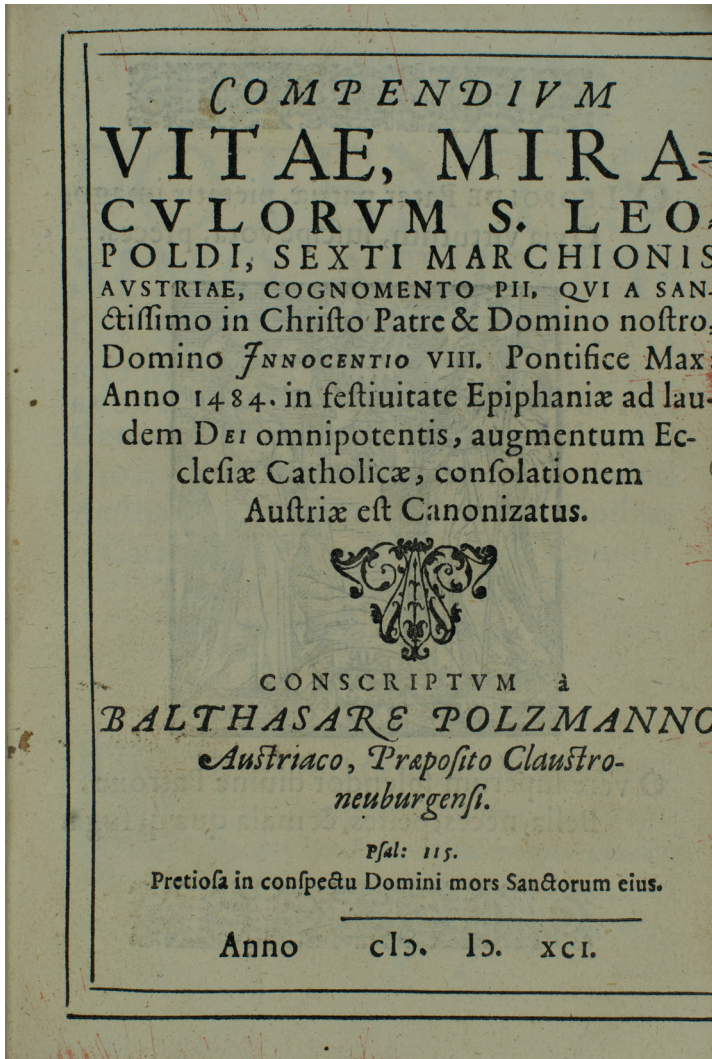 COMPENDIVM
VITAE, MIRA=
CVLORVM S. LEO=
POLDI, SEXTI MARCHIONIS
AVSTRIAE, COGNOMENTO PII, QVI A SAN-
ctiſſimo in Chriſto Patre & Domino noſtro,
Domino INNOCENTIO VIII. Pontifice Max:
Anno 1484. in feſtiuitate Epiphaniæ ad lau-
dem DEI omnipotentis, augmentum Ec-
cleſiæ Catholicæ, conſolationem
Auſtriæ eſt Canonizatus.
CONSCRIPTVM à
BALTHASARE POLZMANNO
Auſtriaco, Præpoſito Clauſtro-
neuburgenſi.
Pſal: 115.
Pretioſa in conſpectu Domini mors Sanctorum eius.
Anno cIↄ. Iↄ. XCI.